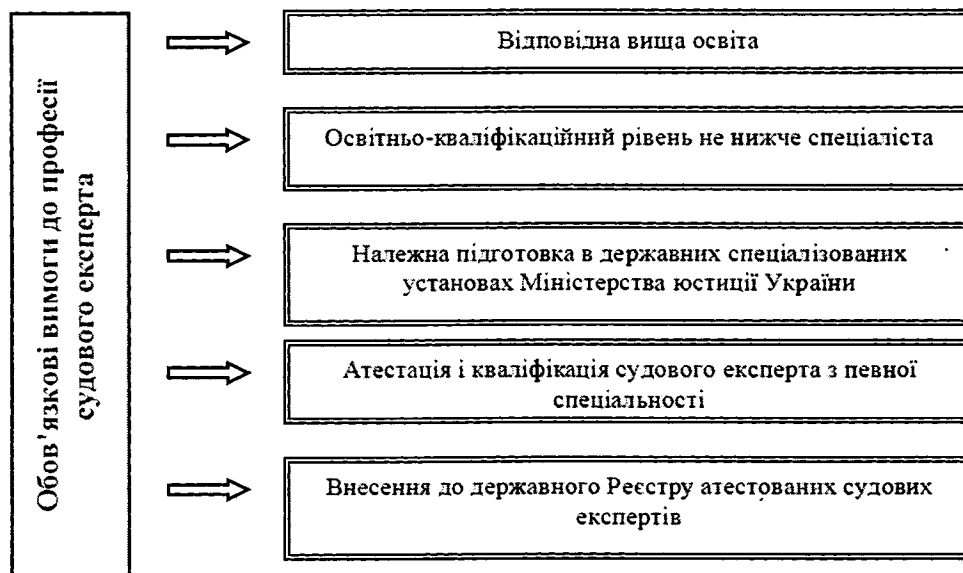 Обов'язкові вимоги до професії
судового експерта
Відповідна вища освіта
Освітньо-кваліфікаційний рівень не нижче спеціаліста
Належна підготовка в державних спеціалізованих
установах Міністерства юстиції України
Атестація і кваліфікація судового експерта з певної
спеціальності
Внесення до державного Реєстру атестованих судових
експертів